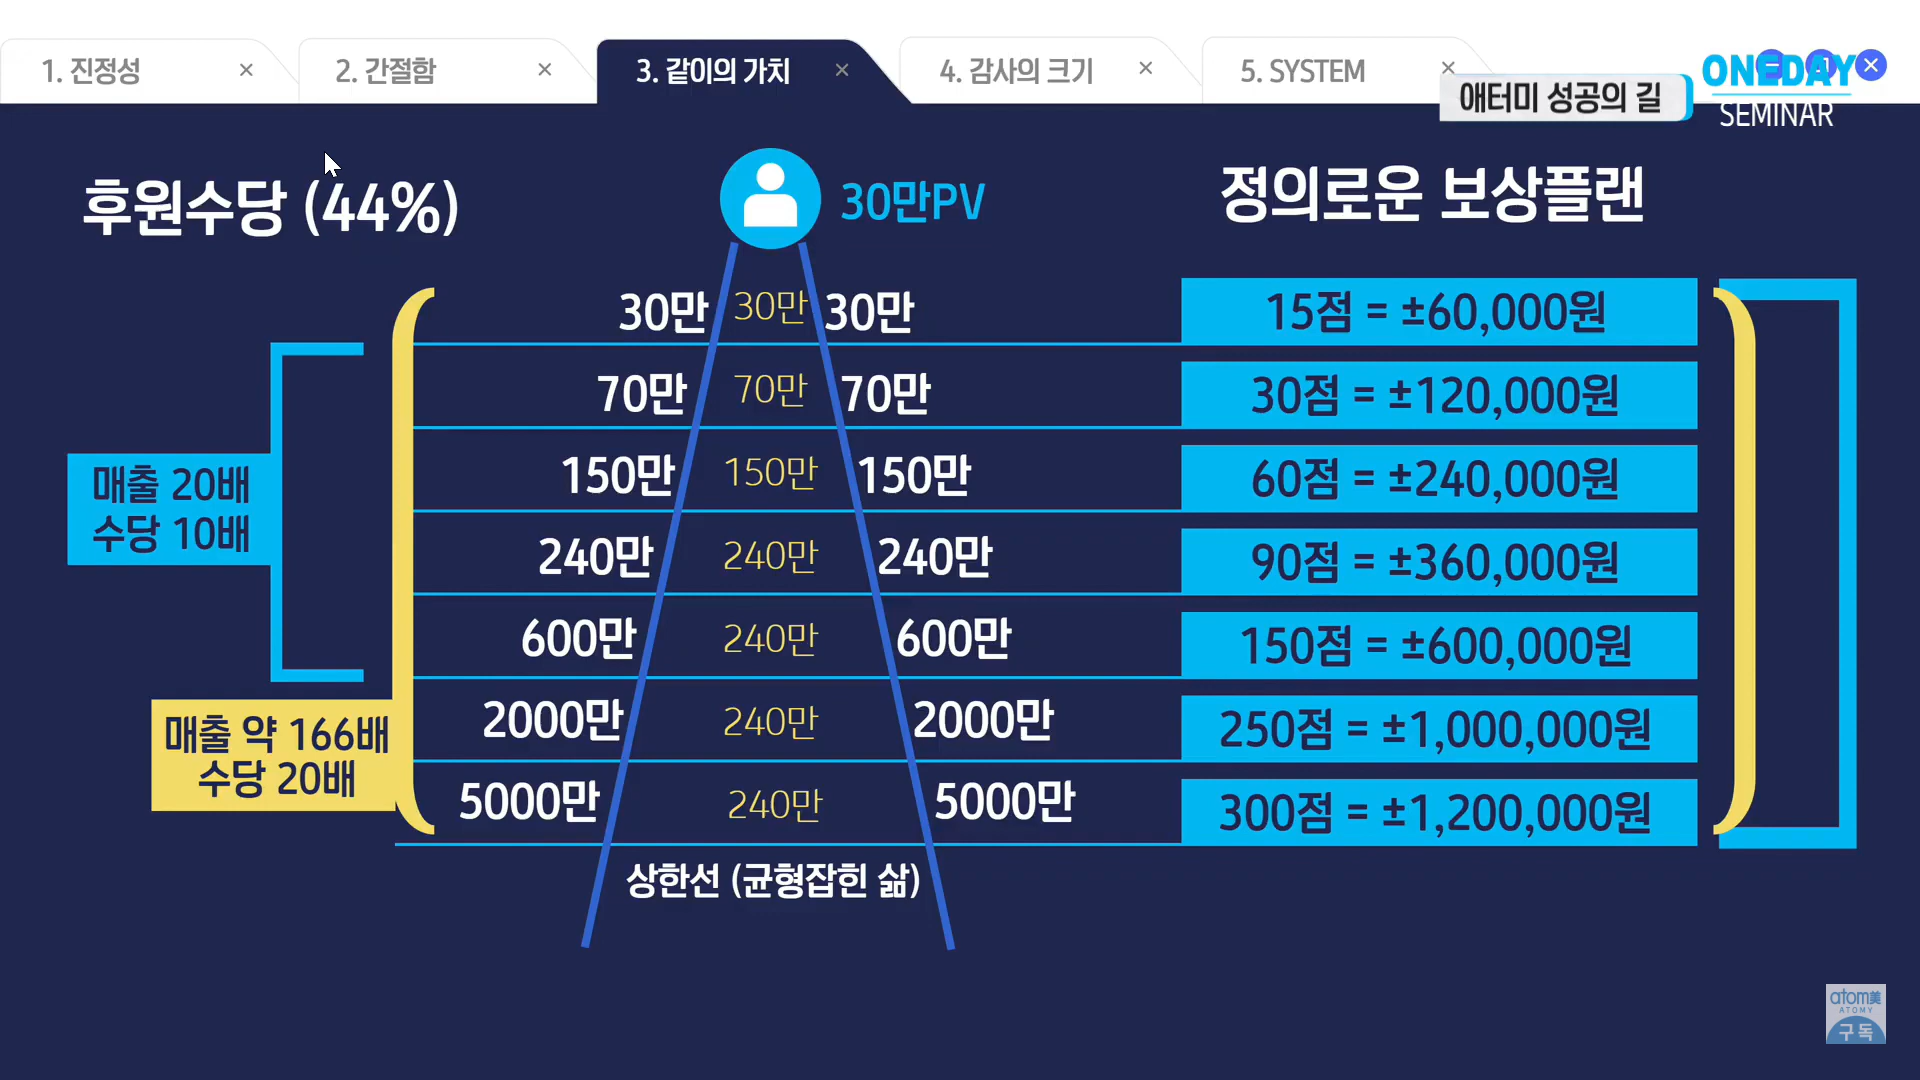 1. 진정성
2. 간절함
3. 같이의 가치
4. 감사의 크기
5. SYSTEM
애터미 성공의 길
ONEDAY
SEMINAR
후원수당 (44%)
30만PV
정의로운 보상플랜
30만 30만 30만 15점 = ±60,000원
70만 70만 70만 30점 = ±120,000원
150만 150만 150만 60점 = ±240,000원
240만 240만 240만 90점 = ±360,000원
600만 240만 600만 150점 = ±600,000원
2000만 240만 2000만 250점 = ±1,000,000원
5000만 240만 5000만 300점 = ±1,200,000원
매출 20배
수당 10배
매출 약 166배
수당 20배
상한선 (균형잡힌 삶)
atom美
ATOMY
구독